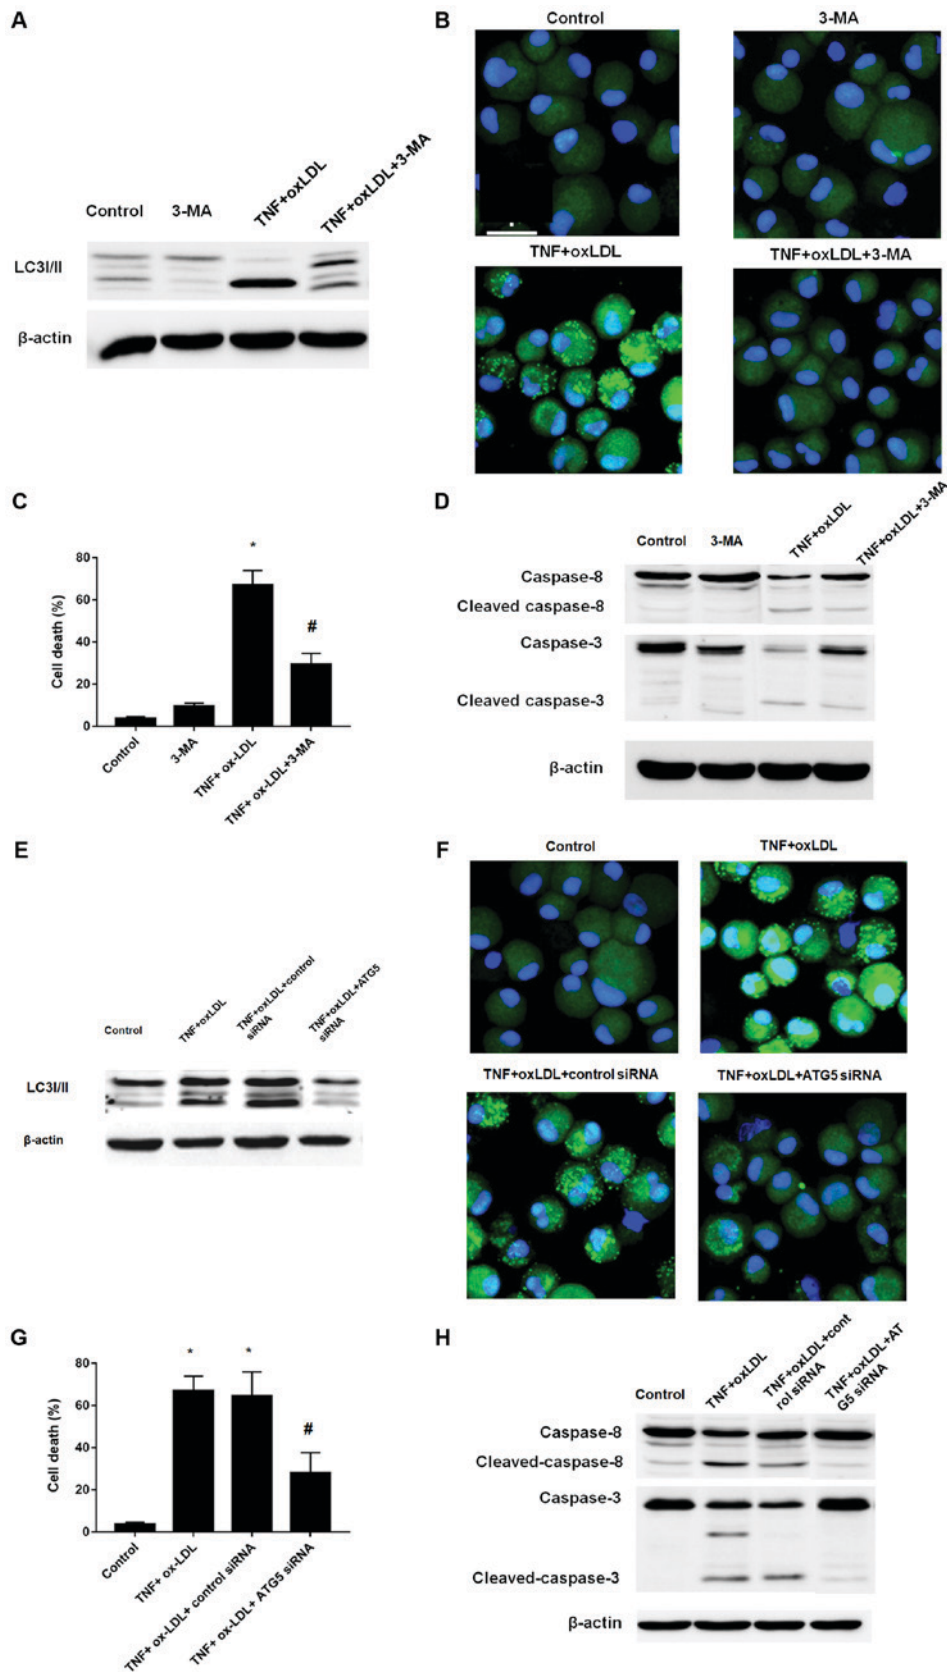 A
Control
3-MA
TNF+oxLDL
TNF+oxLDL+3-MA
LC3I/II
β-actin
B
Control
3-MA
TNF+oxLDL
TNF+oxLDL+3-MA
C
Cell death (%)
80
60
40
20
0
*
#
Control
3-MA
TNF+ ox-LDL
TNF+ ox-LDL+3-MA
D
Control
3-MA
TNF+oxLDL
TNF+oxLDL+3-MA
Caspase-8
Cleaved caspase-8
Caspase-3
Cleaved caspase-3
β-actin
E
Control
TNF+oxLDL
TNF+oxLDL+control
siRNA
TNF+oxLDL+ATG5
siRNA
LC3I/II
β-actin
F
Control
TNF+oxLDL
TNF+oxLDL+control siRNA
TNF+oxLDL+ATG5 siRNA
G
Cell death (%)
80
60
40
20
0
*
*
#
Control
TNF+ ox-LDL
TNF+ ox-LDL+ control siRNA
TNF+ ox-LDL+ ATG5 siRNA
H
Control
TNF+oxLDL
TNF+oxLDL+cont
rol siRNA
TNF+oxLDL+AT
G5 siRNA
Caspase-8
Cleaved-caspase-8
Caspase-3
Cleaved-caspase-3
β-actin